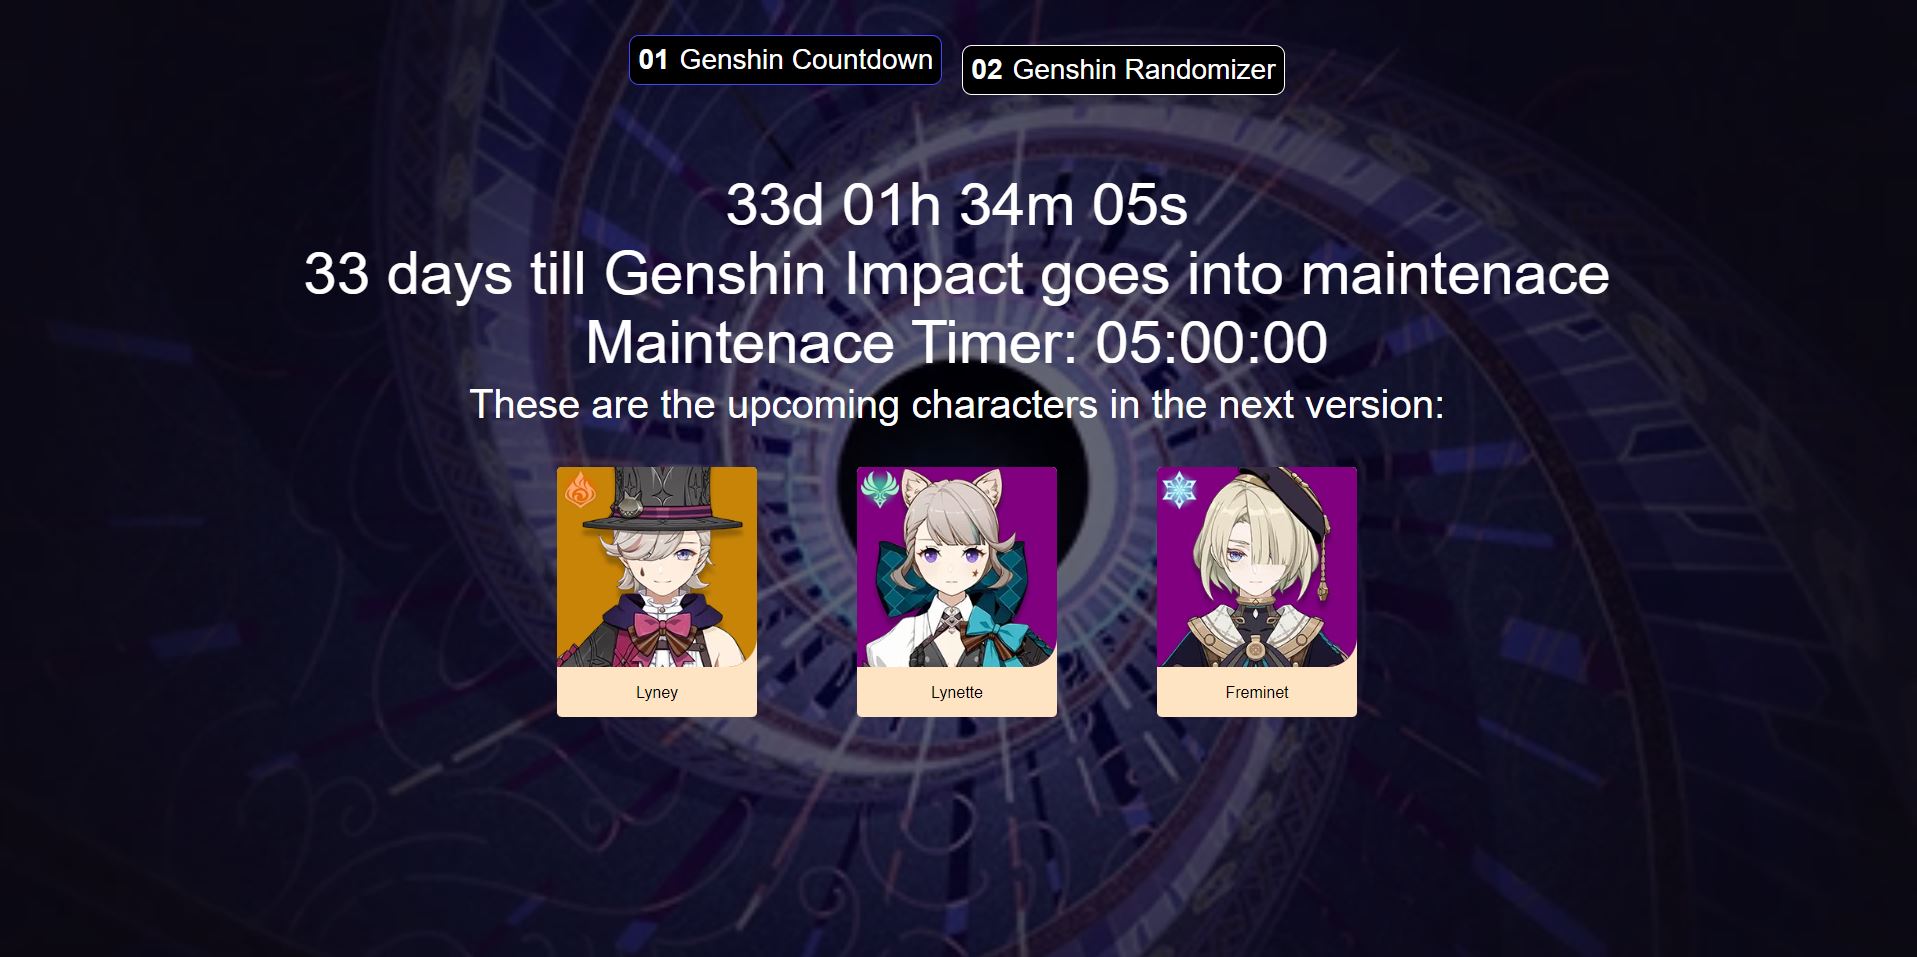 01 Genshin Countdown
02 Genshin Randomizer
33d 01h 34m 05s
33 days till Genshin Impact goes into maintenace
Maintenace Timer: 05:00:00
These are the upcoming characters in the next version:
Lyney
Lynette
Freminet